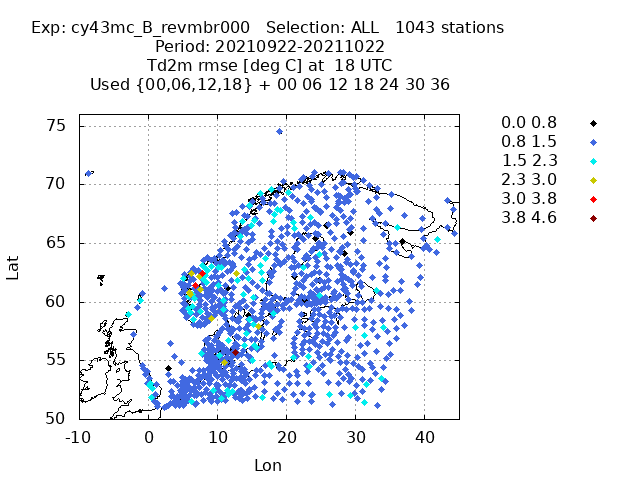 Exp: cy43mc_B_revmbr000   Selection: ALL   1043 stations
Period: 20210922-20211022
Td2m rmse [deg C] at  18 UTC
Used {00,06,12,18} + 00 06 12 18 24 30 36
0.0 0.8
0.8 1.5
1.5 2.3
2.3 3.0
3.0 3.8
3.8 4.6
75
70
65
60
55
50
Lat
-10 0 10 20 30 40
Lon